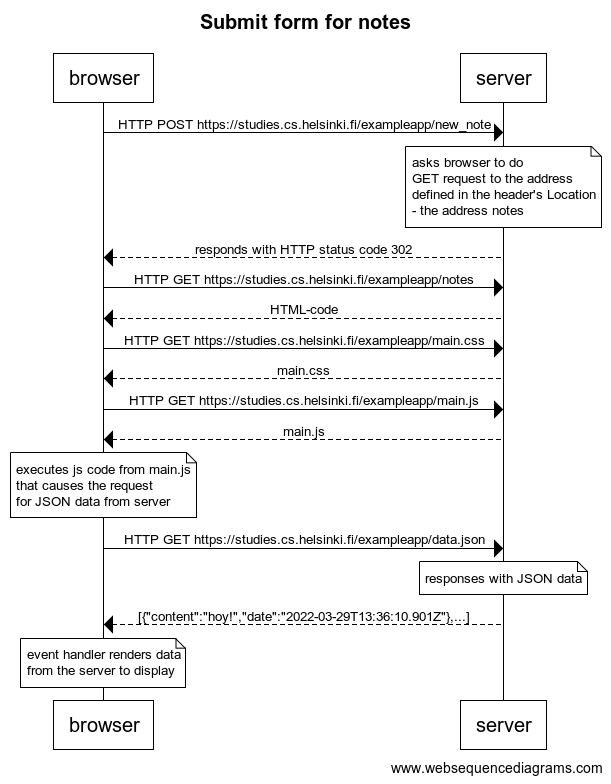 Submit form for notes
browser
server
HTTP POST https://studies.cs.helsinki.fi/exampleapp/new_note
asks browser to do
GET request to the address
defined in the header's Location
- the address notes
responds with HTTP status code 302
HTTP GET https://studies.cs.helsinki.fi/exampleapp/notes
HTML-code
HTTP GET https://studies.cs.helsinki.fi/exampleapp/main.css
main.css
HTTP GET https://studies.cs.helsinki.fi/exampleapp/main.js
main.js
executes js code from main.js
that causes the request
for JSON data from server
HTTP GET https://studies.cs.helsinki.fi/exampleapp/data.json
responses with JSON data
[{"content":"hoy!","date":"2022-03-29T13:36:10.901Z"},...]
event handler renders data
from the server to display
browser
server
www.websequencediagrams.com